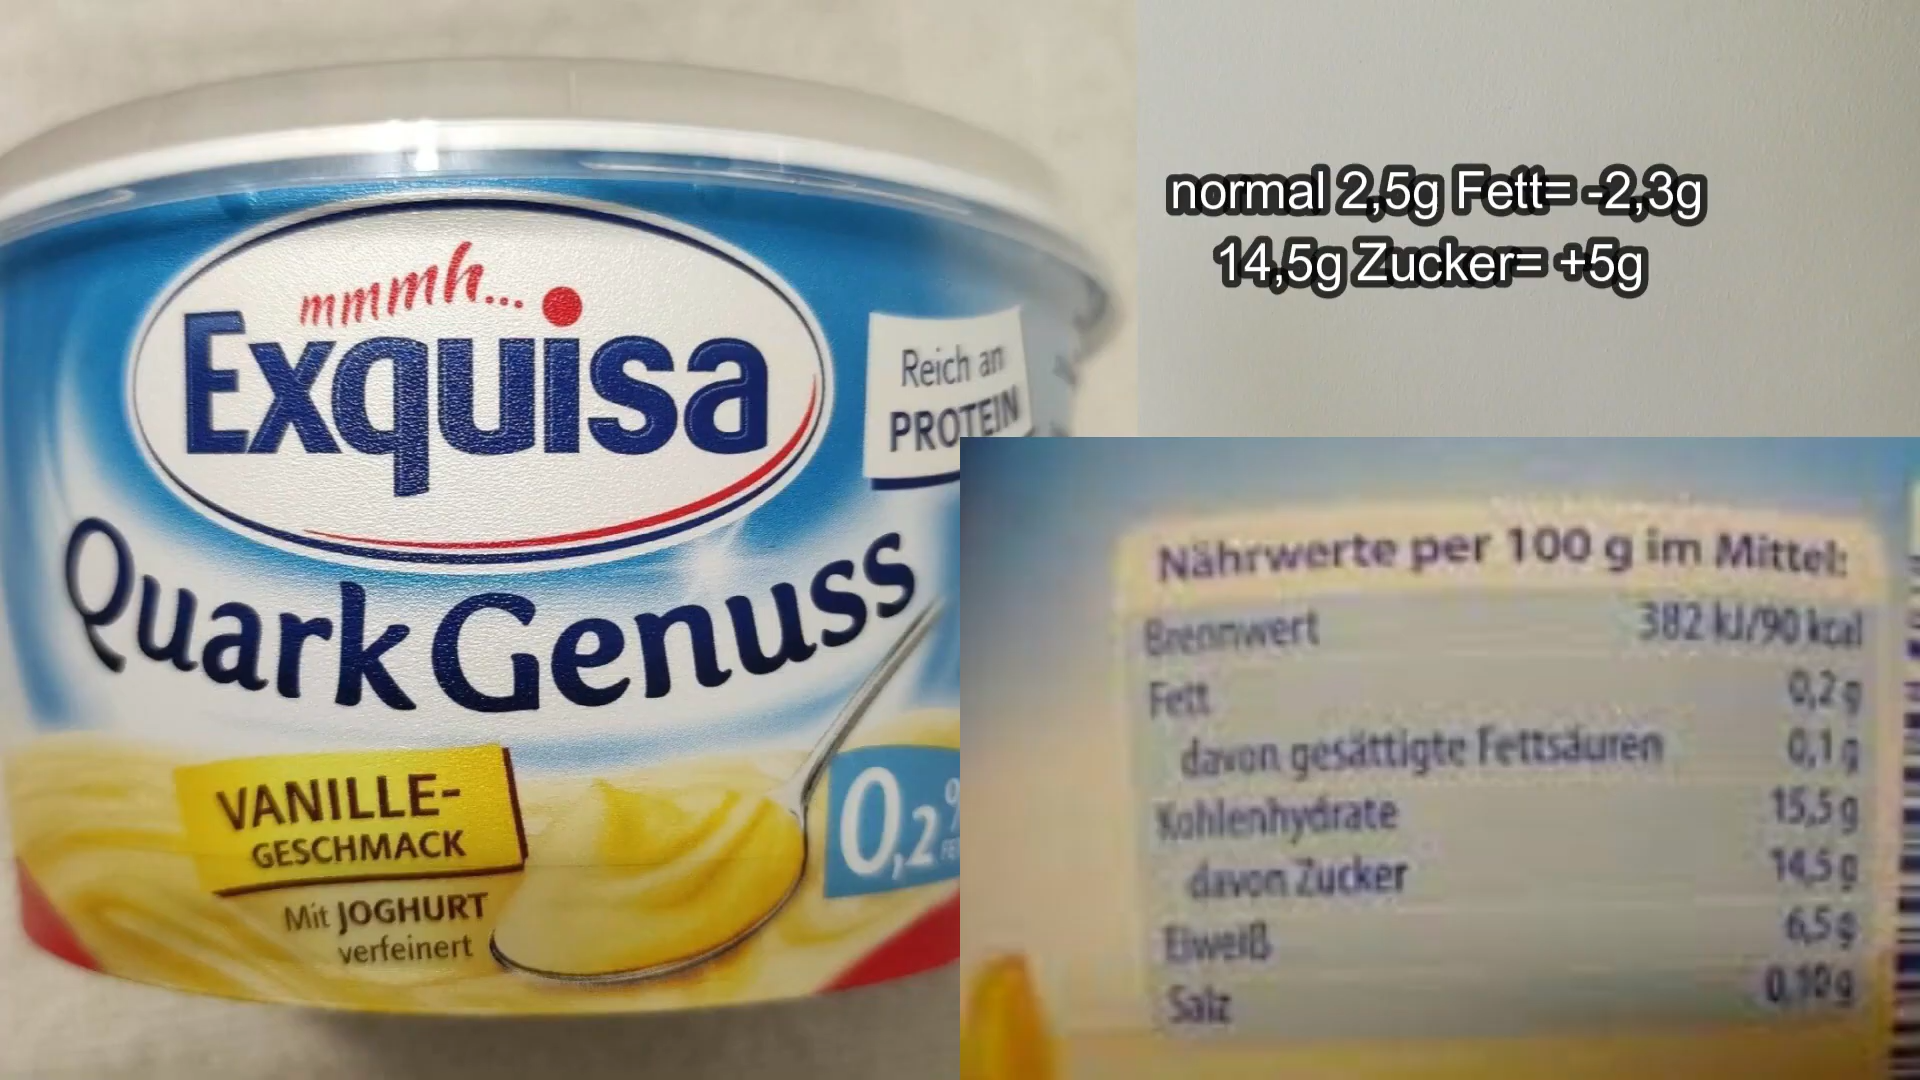 mmmh...
Exquisa
Reich an
PROTEIN
QuarkGenuss
VANILLE-
GESCHMACK
Mit JOGHURT
verfeinert
0,2%
normal 2,5g Fett= -2,3g
14,5g Zucker= +5g
Nährwerte per 100 g im Mittel:
Brennwert 382 kJ/90 kcal
Fett 0,2 g
davon gesättigte Fettsäuren 0,1 g
Kohlenhydrate 15,5 g
davon Zucker 14,5 g
Eiweiß 6,5 g
Salz 0,10 g